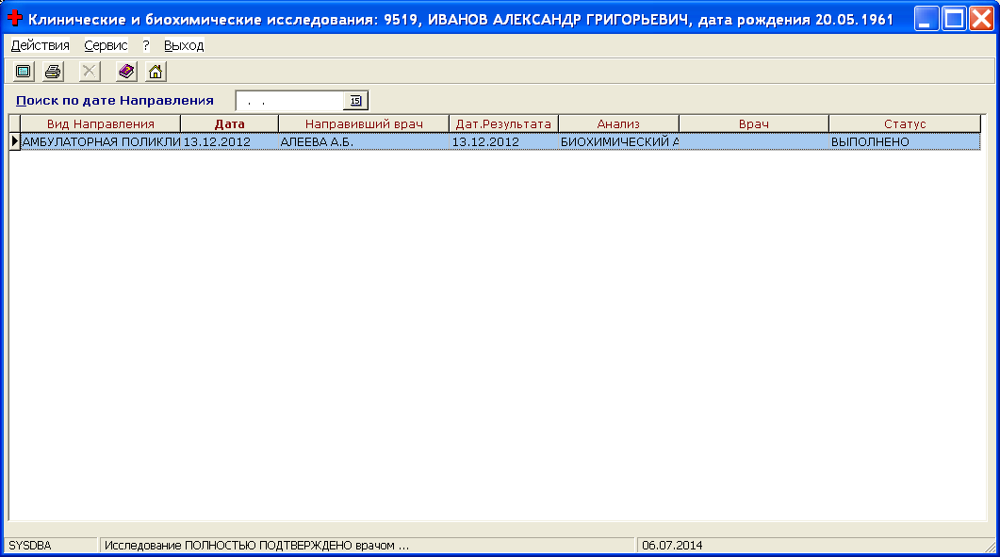 Клинические и биохимические исследования: 9519, ИВАНОВ АЛЕКСАНДР ГРИГОРЬЕВИЧ, дата рождения 20.05.1961
Действия Сервис ? Выход
Поиск по дате Направления . . 15
Вид Направления Дата Направивший врач Дат.Результата Анализ Врач Статус
АМБУЛАТОРНАЯ ПОЛИКЛИ 13.12.2012 АЛЕЕВА А.Б. 13.12.2012 БИОХИМИЧЕСКИЙ А ВЫПОЛНЕНО
SYSDBA Исследование ПОЛНОСТЬЮ ПОДТВЕРЖДЕНО врачом ... 06.07.2014